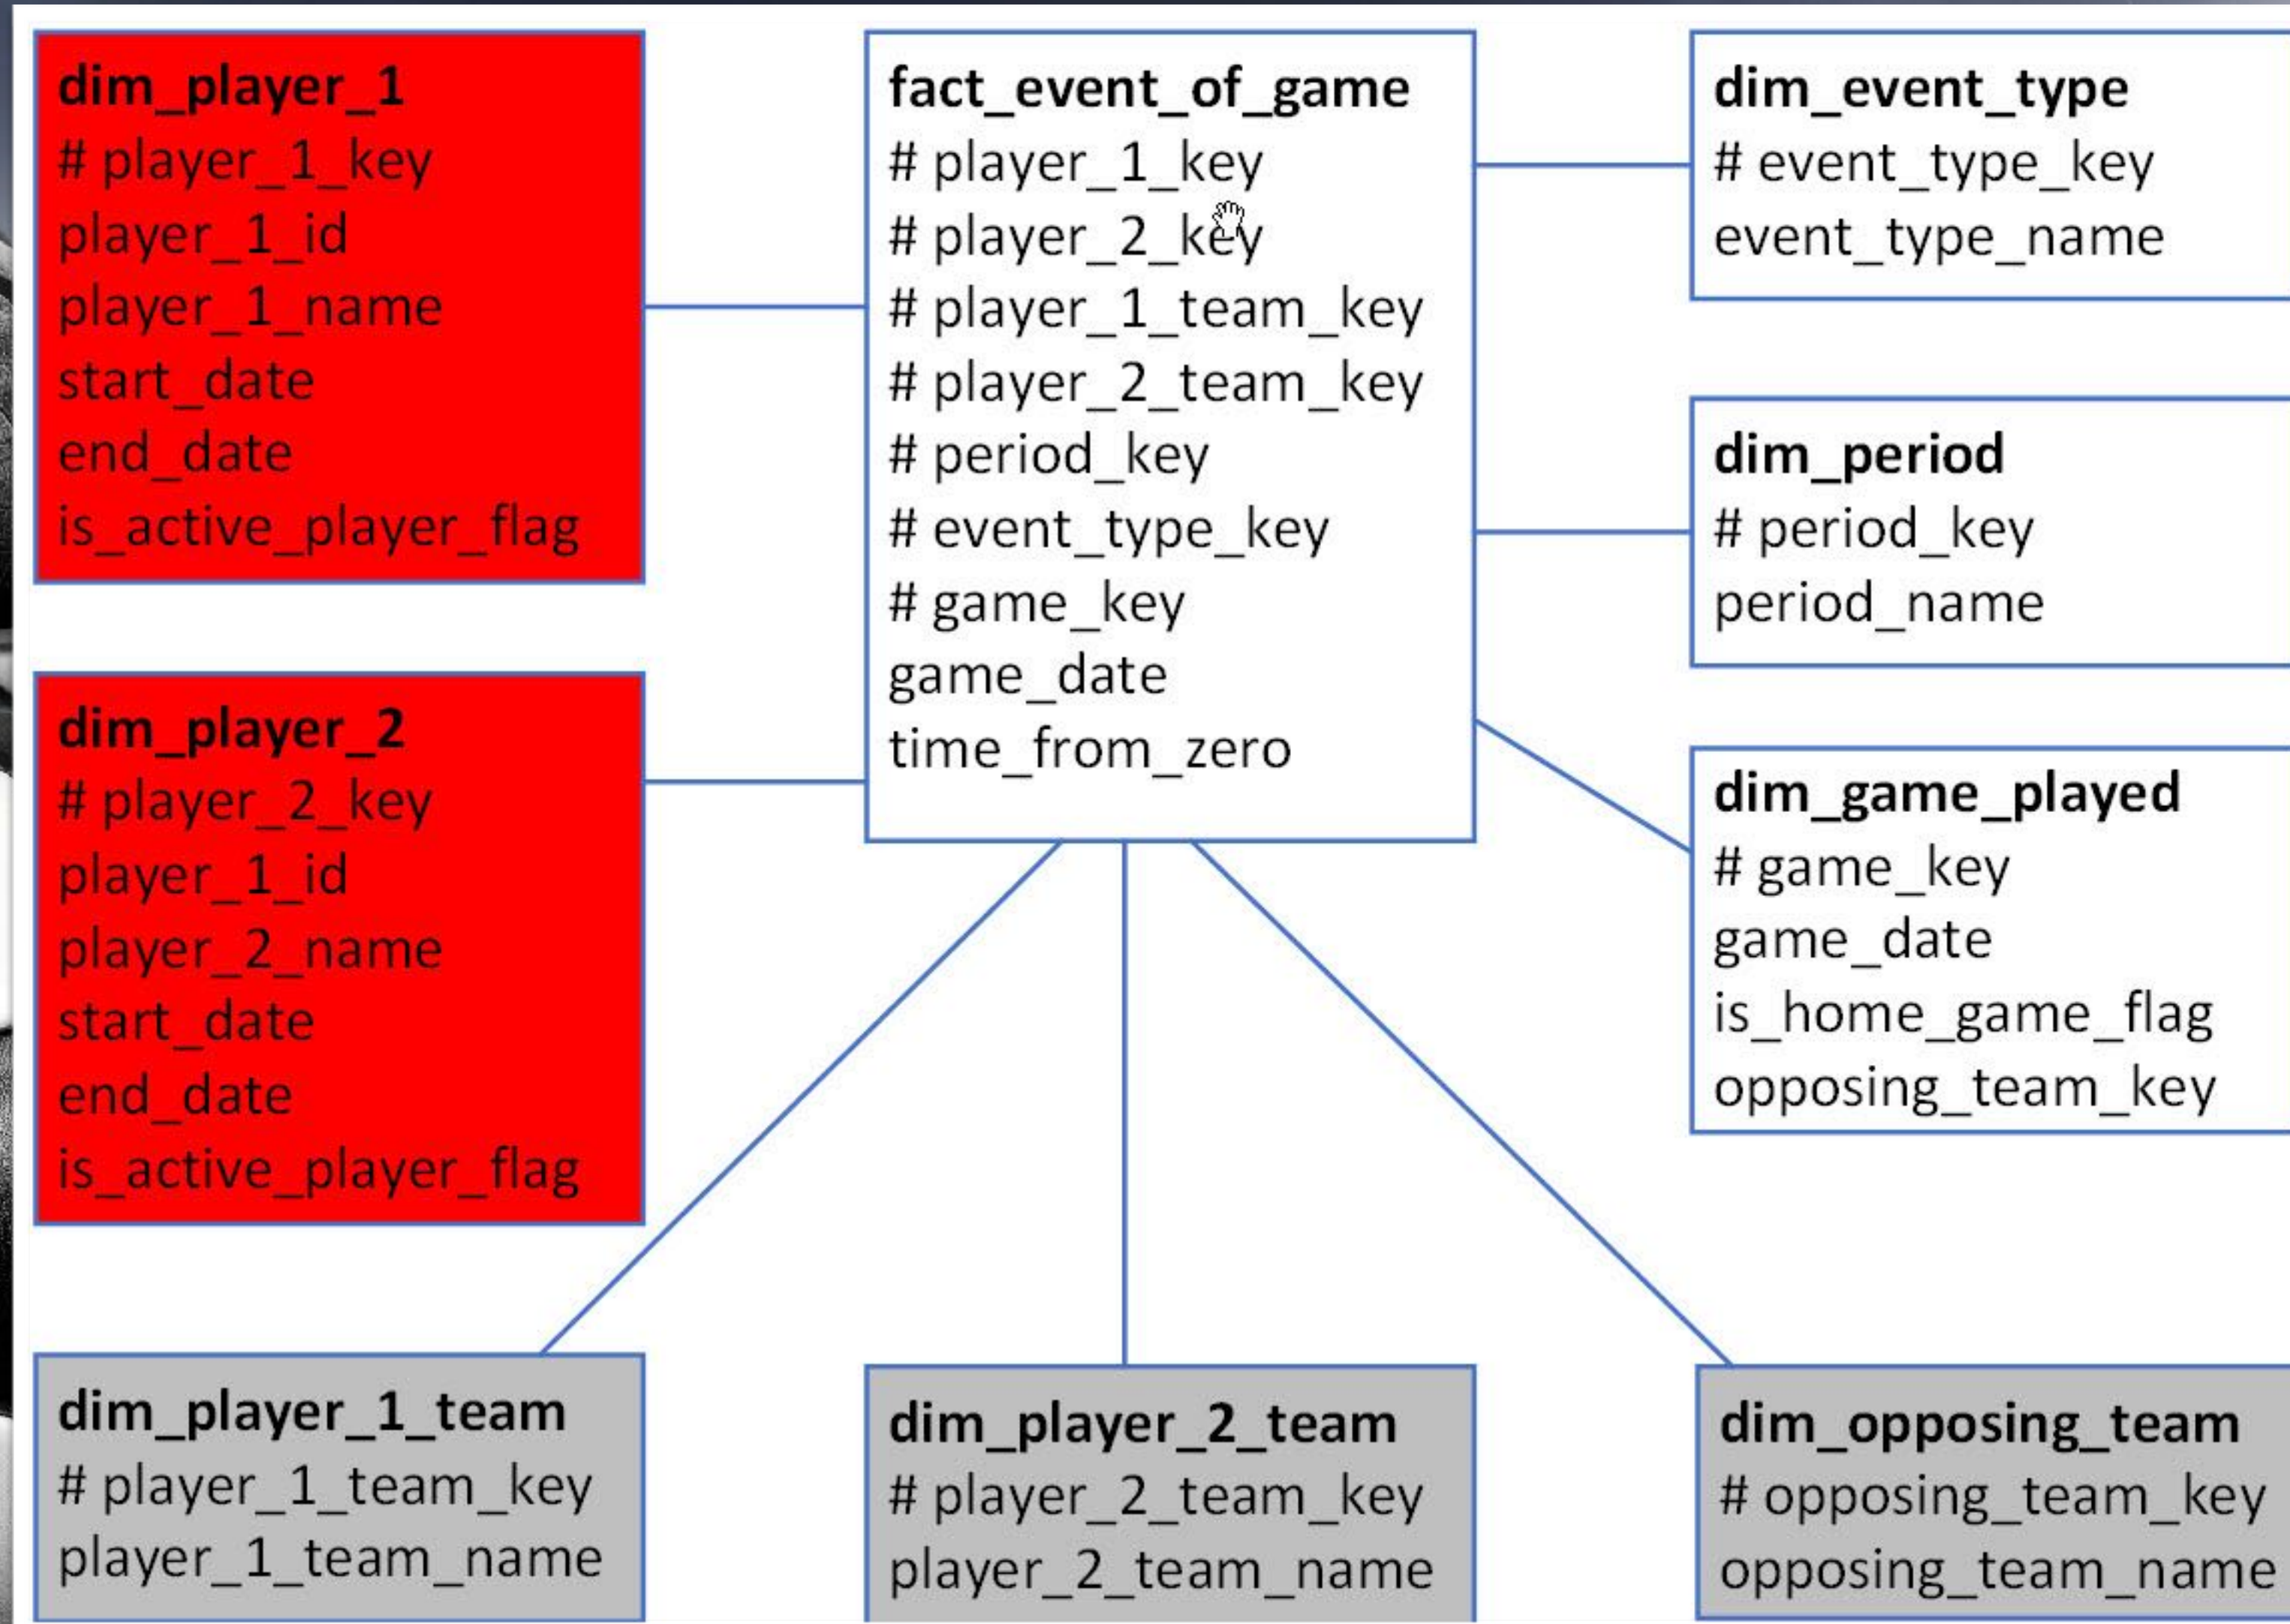 dim_player_1
# player_1_key
player_1_id
player_1_name
start_date
end_date
is_active_player_flag
fact_event_of_game
# player_1_key
# player_2_key
# player_1_team_key
# player_2_team_key
# period_key
# event_type_key
# game_key
game_date
time_from_zero
dim_event_type
# event_type_key
event_type_name
dim_period
# period_key
period_name
dim_player_2
# player_2_key
player_1_id
player_2_name
start_date
end_date
is_active_player_flag
dim_game_played
# game_key
game_date
is_home_game_flag
opposing_team_key
dim_player_1_team
# player_1_team_key
player_1_team_name
dim_player_2_team
# player_2_team_key
player_2_team_name
dim_opposing_team
# opposing_team_key
opposing_team_name